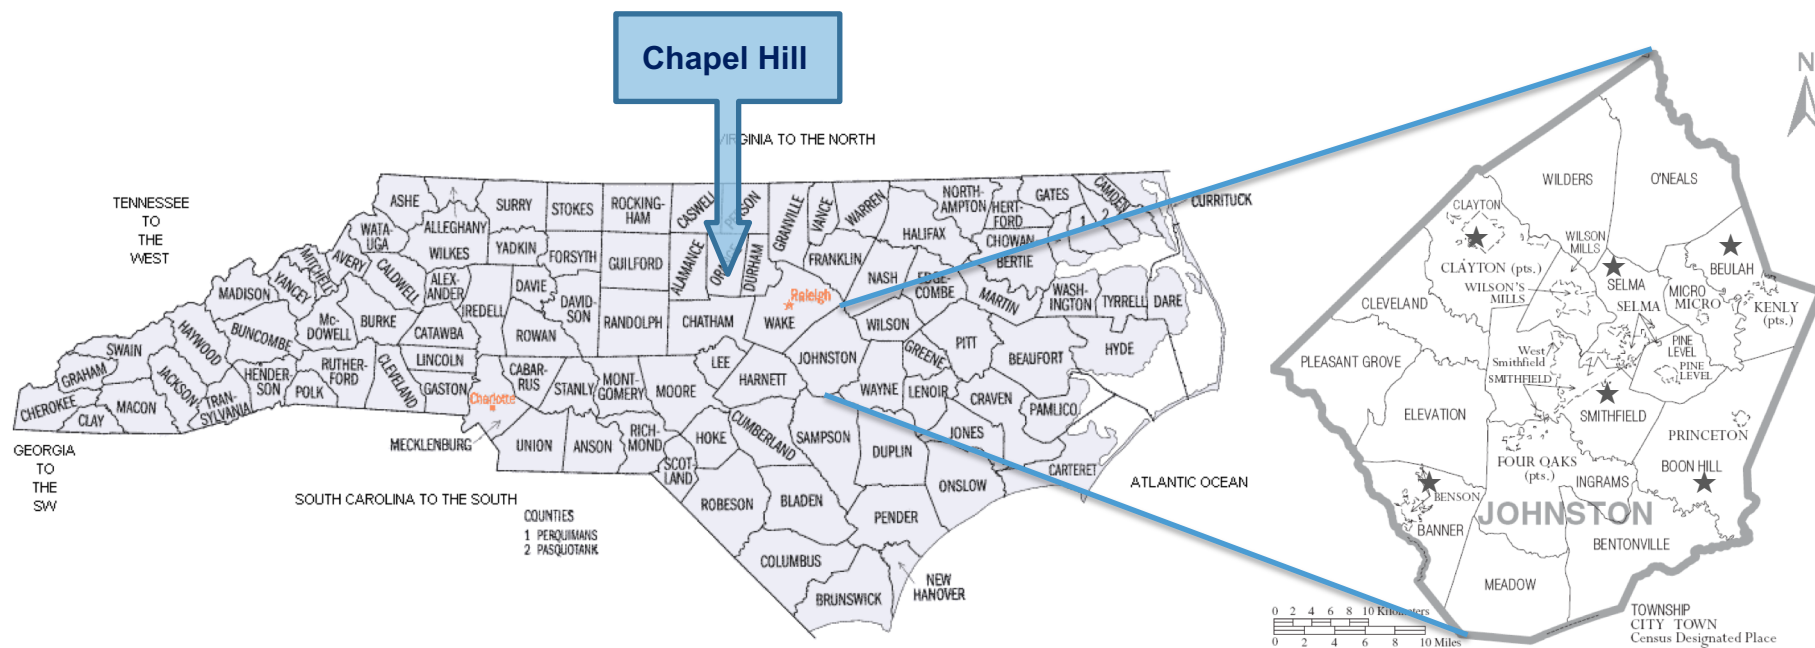 Chapel Hill
VIRGINIA TO THE NORTH
TENNESSEE
TO
THE
WEST
ASHE
ALLEGHANY
SURRY
STOKES
ROCKING-
HAM
CASWELL
PERSON
GRANVILLE
VANCE
WARREN
NORTH-
AMPTON
HERT-
FORD
GATES
CAMDEN
CURRITUCK
1
2
WATA-
UGA
WILKES
YADKIN
FORSYTH
GUILFORD
ALAMANCE
ORANGE
DURHAM
FRANKLIN
HALIFAX
CHOWAN
BERTIE
NASH
EDGE-
COMBE
MARTIN
WASH-
INGTON
TYRRELL
DARE
MITCHELL
AVERY
CALDWELL
ALEX-
ANDER
DAVIE
DAVID-
SON
IREDELL
Raleigh
MADISON
YANCEY
Mc-
DOWELL
BURKE
CATAWBA
ROWAN
RANDOLPH
CHATHAM
WAKE
WILSON
HAYWOOD
BUNCOMBE
SWAIN
GRAHAM
CHEROKEE
CLAY
MACON
JACKSON
TRAN-
SYLVANIA
HENDER
SON
POLK
RUTHER-
FORD
CLEVELAND
LINCOLN
GASTON
CABAR-
RUS
STANLY
MONT-
GOMERY
MOORE
LEE
HARNETT
JOHNSTON
GREENE
PITT
BEAUFORT
HYDE
WAYNE
LENOIR
CRAVEN
PAMLICO
Charlotte
MECKLENBURG
UNION
ANSON
RICH-
MOND
HOKE
CUMBERLAND
SAMPSON
DUPLIN
JONES
CARTERET
SCOT-
LAND
ROBESON
BLADEN
ONSLOW
PENDER
COLUMBUS
BRUNSWICK
NEW
HANOVER
GEORGIA
TO
THE
SW
SOUTH CAROLINA TO THE SOUTH
ATLANTIC OCEAN
COUNTIES
1 PERQUIMANS
2 PASQUOTANK
N
WILDERS
O'NEALS
CLAYTON
WILSON
MILLS
CLAYTON (pts.)
WILSON'S
MILLS
SELMA
BEULAH
MICRO
MICRO
KENLY
(pts.)
CLEVELAND
SELMA
PINE
LEVEL
PINE
LEVEL
PLEASANT GROVE
West
Smithfield
SMITHFIELD
SMITHFIELD
ELEVATION
PRINCETON
FOUR OAKS
(pts.)
INGRAMS
BOON HILL
BENSON
BANNER
JOHNSTON
BENTONVILLE
MEADOW
0 2 4 6 8 10 Kilometers
0 2 4 6 8 10 Miles
TOWNSHIP
CITY TOWN
Census Designated Place